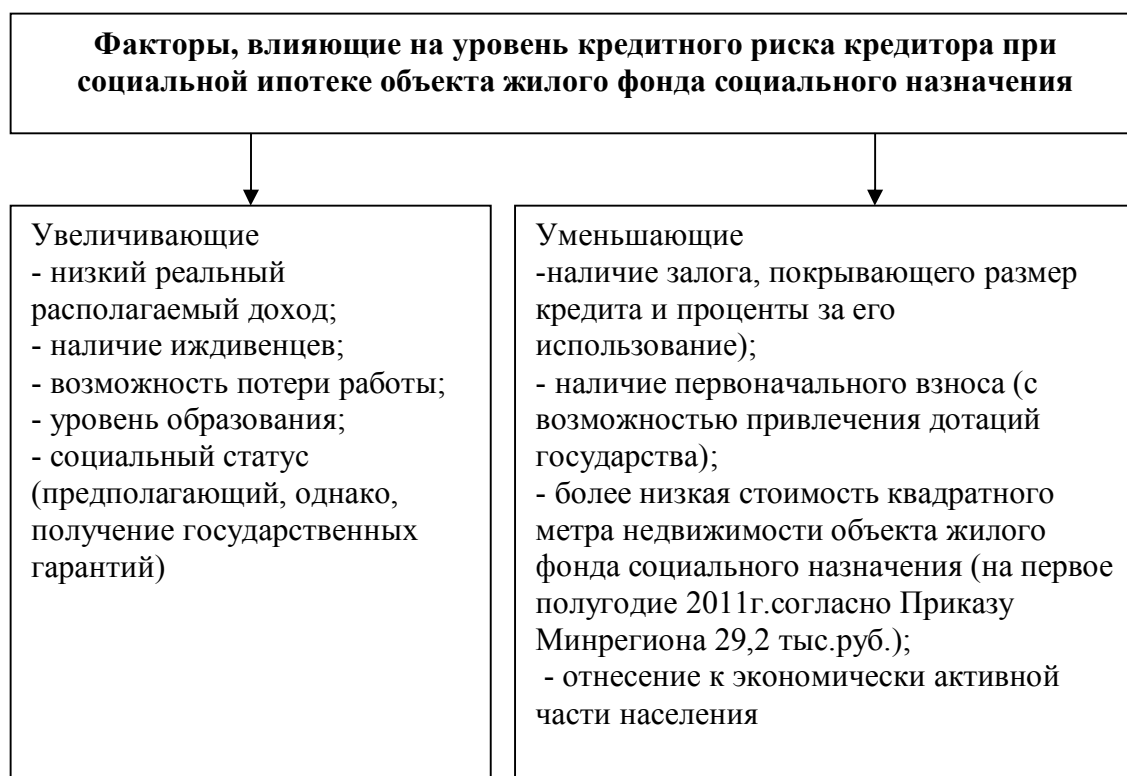 Факторы, влияющие на уровень кредитного риска кредитора при
социальной ипотеке объекта жилого фонда социального назначения
Увеличивающие
- низкий реальный
располагаемый доход;
- наличие иждивенцев;
- возможность потери работы;
- уровень образования;
- социальный статус
(предполагающий, однако,
получение государственных
гарантий)
Уменьшающие
-наличие залога, покрывающего размер
кредита и проценты за его
использование);
- наличие первоначального взноса (с
возможностью привлечения дотаций
государства);
- более низкая стоимость квадратного
метра недвижимости объекта жилого
фонда социального назначения (на первое
полугодие 2011г.согласно Приказу
Минрегиона 29,2 тыс.руб.);
- отнесение к экономически активной
части населения